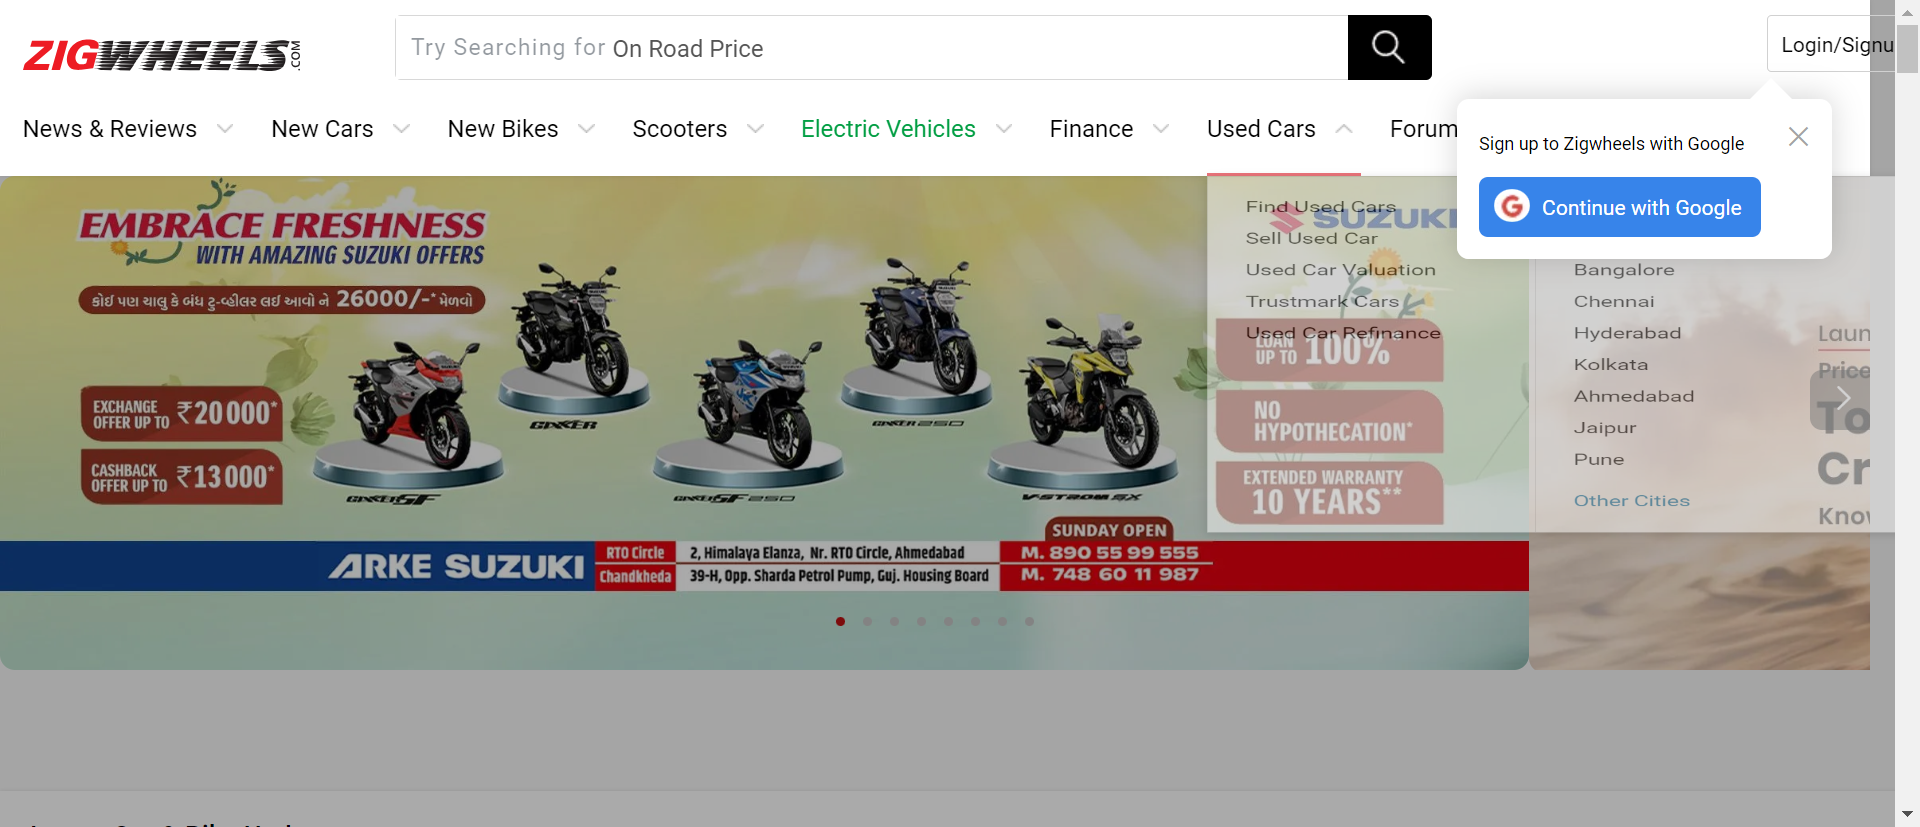 ZIGWHEELS.COM
Try Searching for On Road Price
Login/Signu
News & Reviews
New Cars
New Bikes
Scooters
Electric Vehicles
Finance
Used Cars
Forum
Sign up to Zigwheels with Google
Continue with Google
Find Used Cars
Sell Used Car
Used Car Valuation
Trustmark Cars
Used Car Refinance
Bangalore
Chennai
Hyderabad
Kolkata
Ahmedabad
Jaipur
Pune
Other Cities
EMBRACE FRESHNESS
WITH AMAZING SUZUKI OFFERS
કોઈ પણ ચાલુ કે બંધ ટુ-વ્હીલર લઈ આવો ને 26000/-* મેળવો
SUZUKI
EXCHANGE
OFFER UP TO ₹20000*
CASHBACK
OFFER UP TO ₹13000*
GIXXER
GIXXER 250
GIXXER SF
GIXXER SF 250
V-STROM SX
LOAN
UP TO 100%*
NO
HYPOTHECATION*
EXTENDED WARRANTY
10 YEARS**
SUNDAY OPEN
ARKE SUZUKI
RTO Circle
2, Himalaya Elanza, Nr. RTO Circle, Ahmedabad
M. 890 55 99 555
Chandkheda
39-H, Opp. Sharda Petrol Pump, Guj. Housing Board
M. 748 60 11 987
Laun
Price
To
Cr
Know